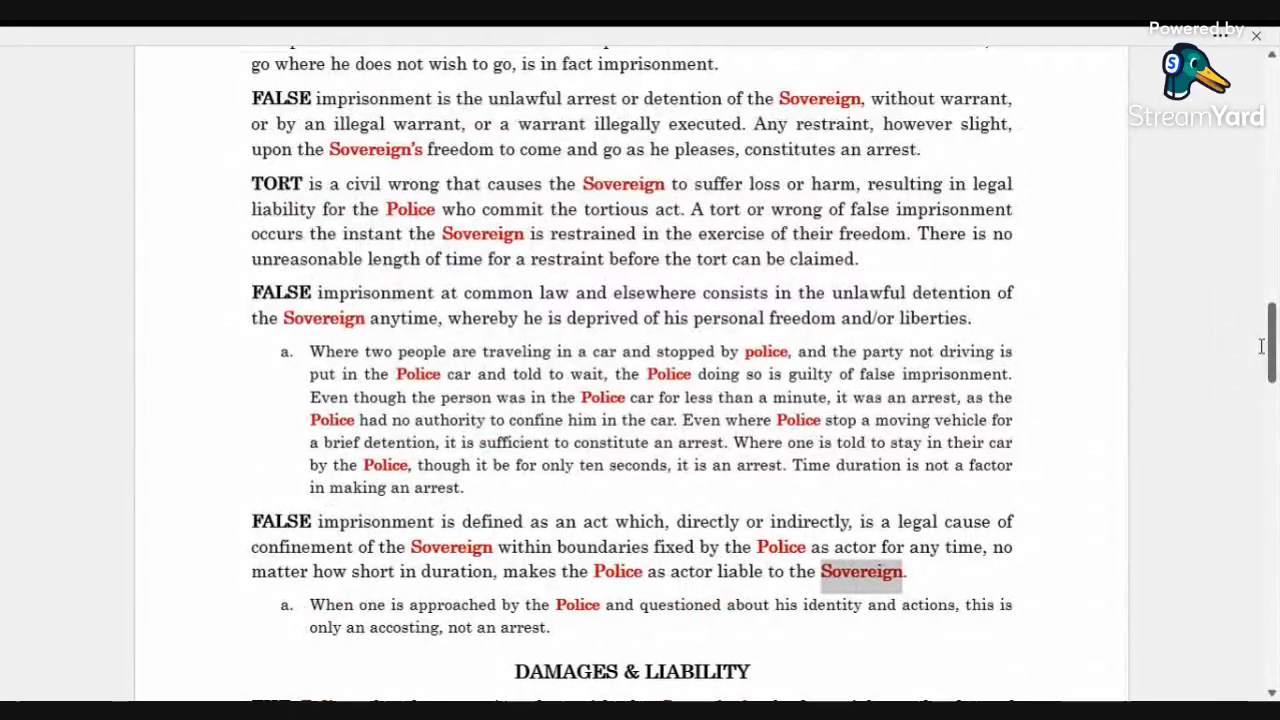 Powered by
StreamYard
go where he does not wish to go, is in fact imprisonment.
FALSE imprisonment is the unlawful arrest or detention of the Sovereign, without warrant,
or by an illegal warrant, or a warrant illegally executed. Any restraint, however slight,
upon the Sovereign's freedom to come and go as he pleases, constitutes an arrest.
TORT is a civil wrong that causes the Sovereign to suffer loss or harm, resulting in legal
liability for the Police who commit the tortious act. A tort or wrong of false imprisonment
occurs the instant the Sovereign is restrained in the exercise of their freedom. There is no
unreasonable length of time for a restraint before the tort can be claimed.
FALSE imprisonment at common law and elsewhere consists in the unlawful detention of
the Sovereign anytime, whereby he is deprived of his personal freedom and/or liberties.
a. Where two people are traveling in a car and stopped by police, and the party not driving is
put in the Police car and told to wait, the Police doing so is guilty of false imprisonment.
Even though the person was in the Police car for less than a minute, it was an arrest, as the
Police had no authority to confine him in the car. Even where Police stop a moving vehicle for
a brief detention, it is sufficient to constitute an arrest. Where one is told to stay in their car
by the Police, though it be for only ten seconds, it is an arrest. Time duration is not a factor
in making an arrest.
FALSE imprisonment is defined as an act which, directly or indirectly, is a legal cause of
confinement of the Sovereign within boundaries fixed by the Police as actor for any time, no
matter how short in duration, makes the Police as actor liable to the Sovereign.
a. When one is approached by the Police and questioned about his identity and actions, this is
only an accosting, not an arrest.
DAMAGES & LIABILITY